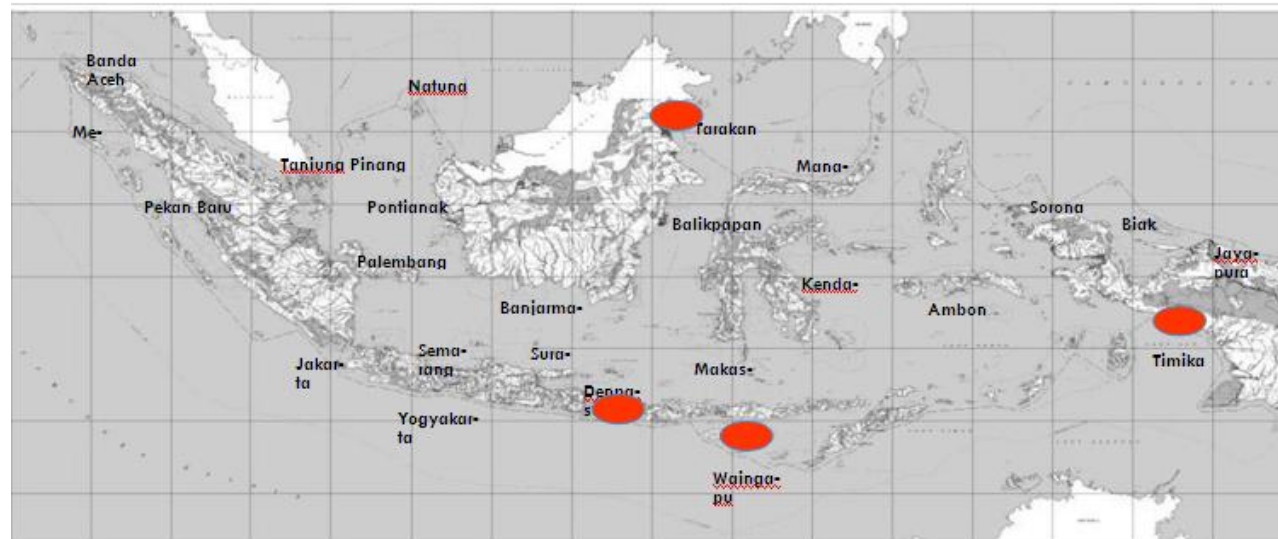 Banda
Aceh
Natuna
Me-
Tarakan
Tanjung Pinang
Mana-
Pekan Baru
Pontianak
Sorona
Balikpapan
Biak
Palembang
Jaya-
pura
Kenda-
Banjarma-
Ambon
Sema-
rang
Sura-
Jakar-
ta
Makas-
Timika
Denpa-
s
Yogyakar-
ta
Wainga-
pu